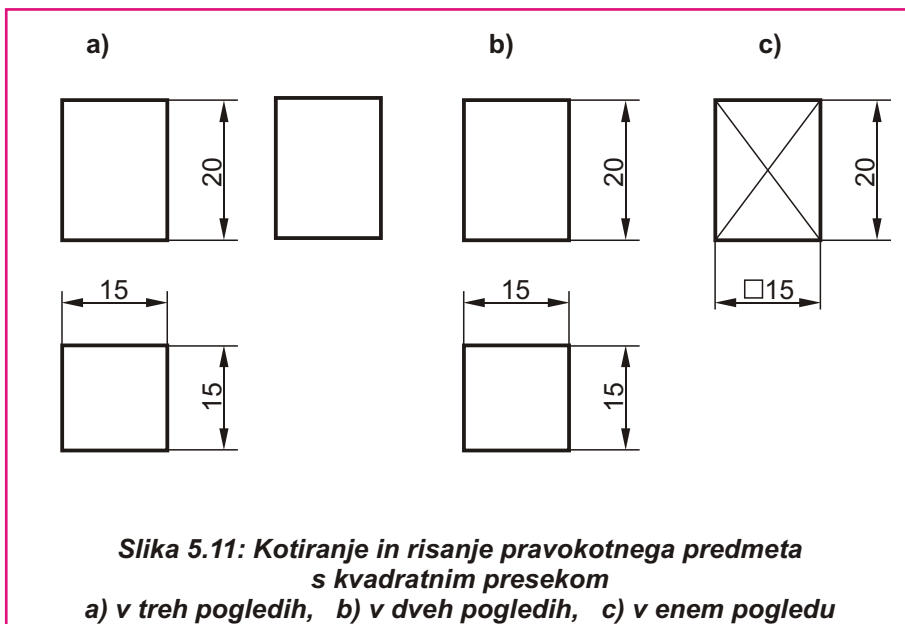 a) b) c)
20 20 20
15 15 □15
15 15
Slika 5.11: Kotiranje in risanje pravokotnega predmeta
s kvadratnim presekom
a) v treh pogledih, b) v dveh pogledih, c) v enem pogledu